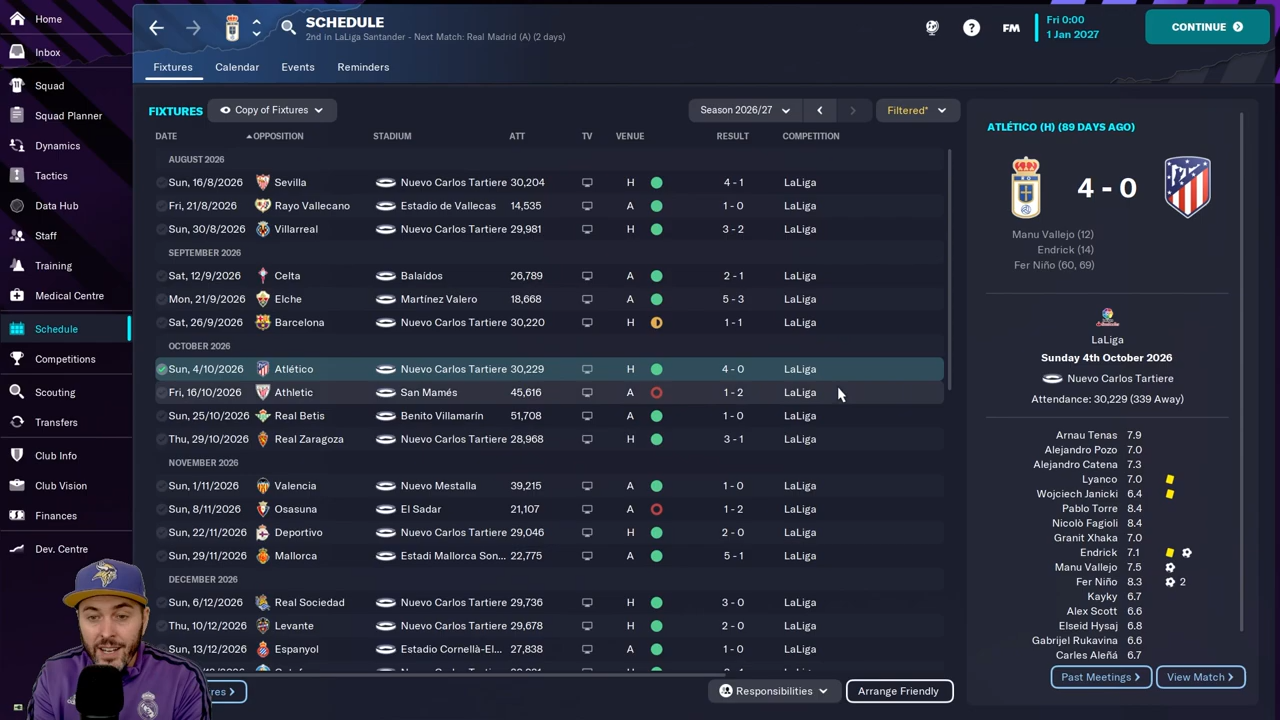 Home
Inbox
Squad
Squad Planner
Dynamics
Tactics
Data Hub
Staff
Training
Medical Centre
Schedule
Competitions
Scouting
Transfers
Club Info
Club Vision
Finances
Dev. Centre
SCHEDULE
2nd in LaLiga Santander - Next Match: Real Madrid (A) (2 days)
FM
Fri 0:00
1 Jan 2027
CONTINUE
Fixtures Calendar Events Reminders
FIXTURES Copy of Fixtures Season 2026/27 Filtered*
DATE OPPOSITION STADIUM ATT TV VENUE RESULT COMPETITION
AUGUST 2026
Sun, 16/8/2026 Sevilla Nuevo Carlos Tartiere 30,204 H 4 - 1 LaLiga
Fri, 21/8/2026 Rayo Vallecano Estadio de Vallecas 14,535 A 1 - 0 LaLiga
Sun, 30/8/2026 Villarreal Nuevo Carlos Tartiere 29,981 H 3 - 2 LaLiga
SEPTEMBER 2026
Sat, 12/9/2026 Celta Balaídos 26,789 A 2 - 1 LaLiga
Mon, 21/9/2026 Elche Martínez Valero 18,668 A 5 - 3 LaLiga
Sat, 26/9/2026 Barcelona Nuevo Carlos Tartiere 30,220 H 1 - 1 LaLiga
OCTOBER 2026
Sun, 4/10/2026 Atlético Nuevo Carlos Tartiere 30,229 H 4 - 0 LaLiga
Fri, 16/10/2026 Athletic San Mamés 45,616 A 1 - 2 LaLiga
Sun, 25/10/2026 Real Betis Benito Villamarín 51,708 A 1 - 0 LaLiga
Thu, 29/10/2026 Real Zaragoza Nuevo Carlos Tartiere 28,968 H 3 - 1 LaLiga
NOVEMBER 2026
Sun, 1/11/2026 Valencia Nuevo Mestalla 39,215 A 1 - 0 LaLiga
Sun, 8/11/2026 Osasuna El Sadar 21,107 A 1 - 2 LaLiga
Sun, 22/11/2026 Deportivo Nuevo Carlos Tartiere 29,046 H 2 - 0 LaLiga
Sun, 29/11/2026 Mallorca Estadi Mallorca Son... 22,775 A 5 - 1 LaLiga
DECEMBER 2026
Sun, 6/12/2026 Real Sociedad Nuevo Carlos Tartiere 29,736 H 3 - 0 LaLiga
Thu, 10/12/2026 Levante Nuevo Carlos Tartiere 29,678 H 2 - 0 LaLiga
Sun, 13/12/2026 Espanyol Estadio Cornellà-El... 27,838 A 1 - 0 LaLiga
Responsibilities Arrange Friendly
ATLÉTICO (H) (89 DAYS AGO)
4 - 0
Manu Vallejo (12)
Endrick (14)
Fer Niño (60, 69)
LaLiga
Sunday 4th October 2026
Nuevo Carlos Tartiere
Attendance: 30,229 (339 Away)
Arnau Tenas 7.9
Alejandro Pozo 7.0
Alejandro Catena 7.3
Lyanco 7.0
Wojciech Janicki 6.4
Pablo Torre 8.4
Nicolò Fagioli 8.4
Granit Xhaka 7.0
Endrick 7.1
Manu Vallejo 7.5
Fer Niño 8.3 2
Kayky 6.7
Alex Scott 6.6
Elseid Hysaj 6.8
Gabrijel Rukavina 6.6
Carles Aleñá 6.7
Past Meetings View Match